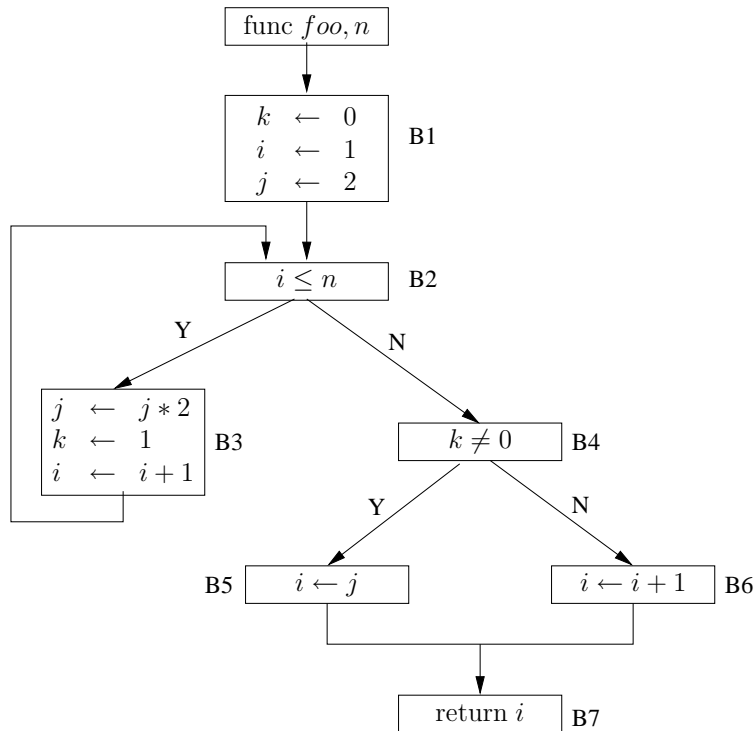 func foo, n
k ← 0
i ← 1
j ← 2
B1
i ≤ n
B2
Y
N
j ← j ∗ 2
k ← 1
i ← i + 1
B3
k ≠ 0
B4
Y
N
B5
i ← j
i ← i + 1
B6
return i
B7